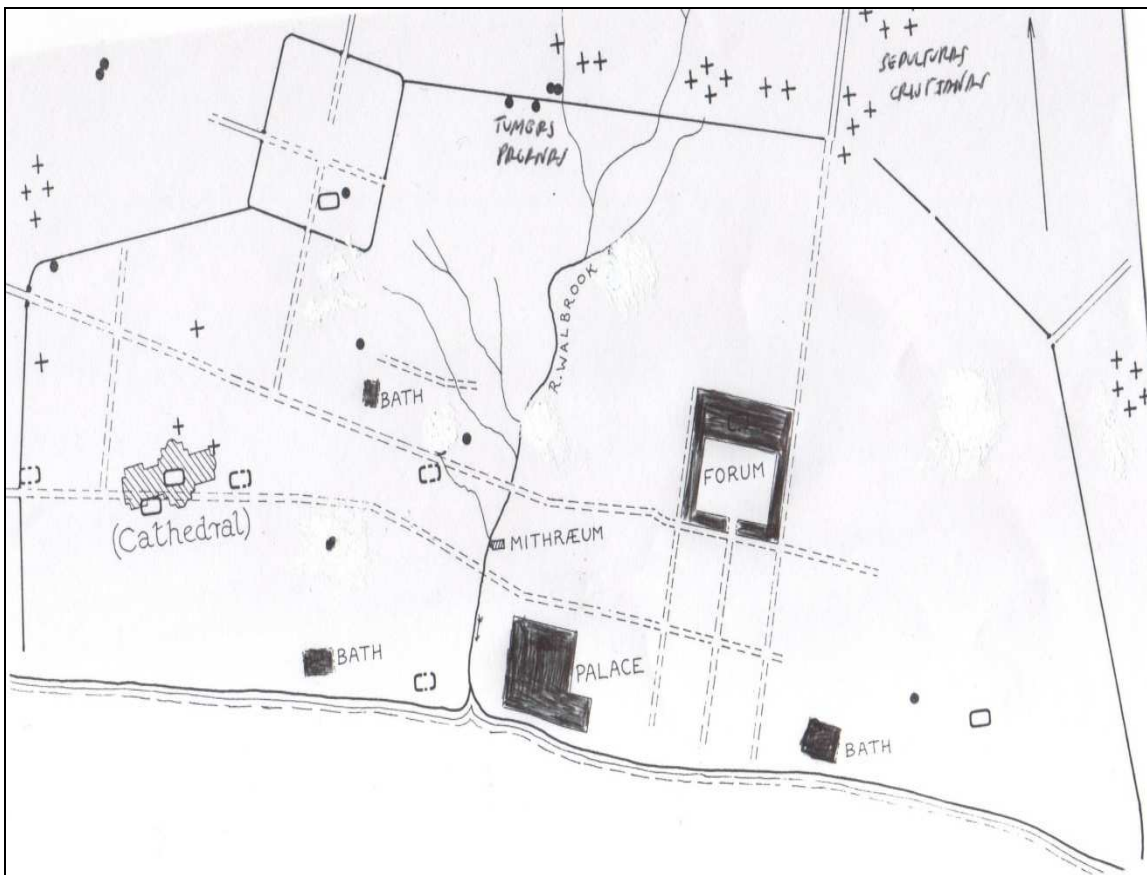 SEPULTURAS
CRISTIANAS
TUMBAS
PAGANAS
R. WALBROOK
BATH
FORUM
(Cathedral)
MITHRÆUM
BATH
PALACE
BATH